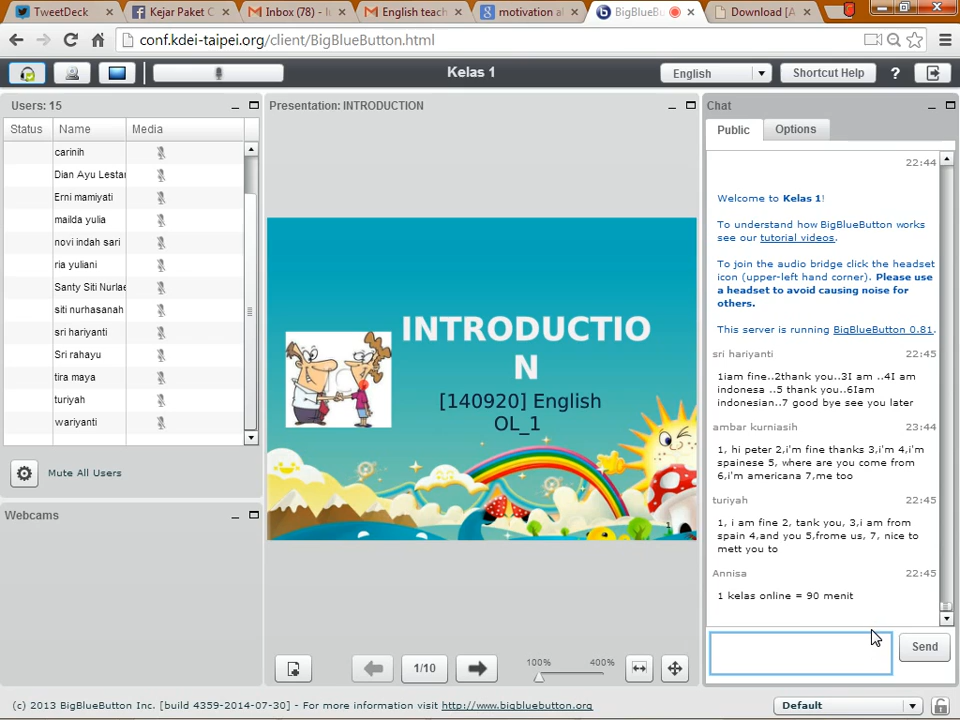 TweetDeck
Kejar Paket C
Inbox (78) -
English teach
motivation al
BigBlueBu
Download [A
conf.kdei-taipei.org/client/BigBlueButton.html
Kelas 1
English
Shortcut Help
?
Users: 15
Status Name Media
carinih
Dian Ayu Lestar
Erni mamiyati
mailda yulia
novi indah sari
ria yuliani
Santy Siti Nurlae
siti nurhasanah
sri hariyanti
Sri rahayu
tira maya
turiyah
wariyanti
Mute All Users
Webcams
Presentation: INTRODUCTION
INTRODUCTIO
N
[140920] English
OL_1
1
1/10
100%
400%
Chat
Public
Options
22:44
Welcome to Kelas 1!
To understand how BigBlueButton works
see our tutorial videos.
To join the audio bridge click the headset
icon (upper-left hand corner). Please use
a headset to avoid causing noise for
others.
This server is running BigBlueButton 0.81.
sri hariyanti 22:45
1iam fine..2thank you..3I am ..4I am
indonesa ..5 thank you..6Iam
indonesian..7 good bye see you later
ambar kurniasih 23:44
1, hi peter 2,i'm fine thanks 3,i'm 4,i'm
spainese 5, where are you come from
6,i'm americana 7,me too
turiyah 22:45
1, i am fine 2, tank you, 3,i am from
spain 4,and you 5,frome us, 7, nice to
mett you to
Annisa 22:45
1 kelas online = 90 menit
Send
(c) 2013 BigBlueButton Inc. [build 4359-2014-07-30] - For more information visit http://www.bigbluebutton.org
Default